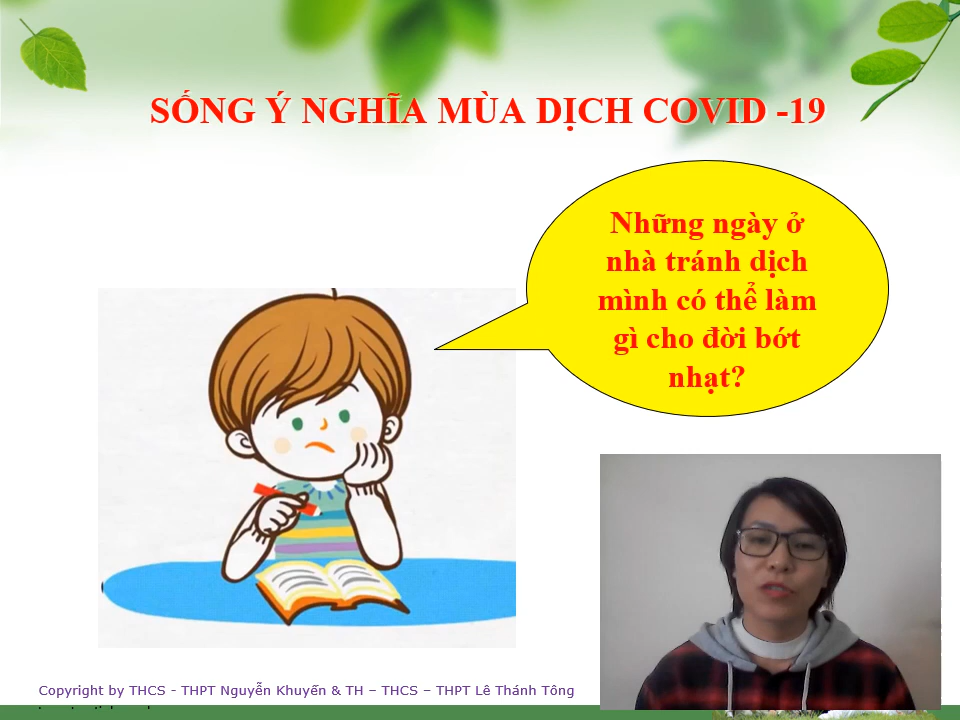 SỐNG Ý NGHĨA MÙA DỊCH COVID -19
Những ngày ở
nhà tránh dịch
mình có thể làm
gì cho đời bớt
nhạt?
Copyright by THCS - THPT Nguyễn Khuyến & TH – THCS – THPT Lê Thánh Tông